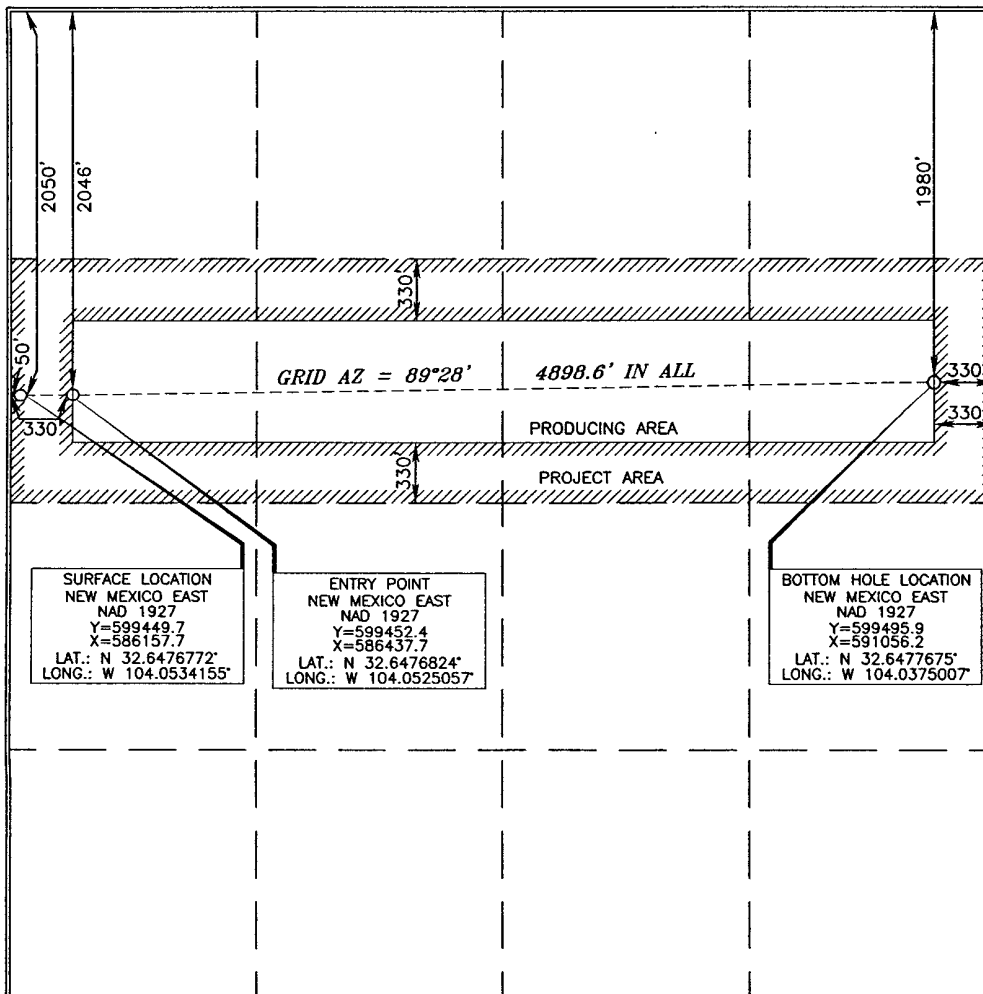 2050'
2046'
1980'
330'
50'
GRID AZ = 89°28' 4898.6' IN ALL
330'
330
330'
PRODUCING AREA
330'
PROJECT AREA
SURFACE LOCATION
NEW MEXICO EAST
NAD 1927
Y=599449.7
X=586157.7
LAT.: N 32.6476772°
LONG.: W 104.0534155°
ENTRY POINT
NEW MEXICO EAST
NAD 1927
Y=599452.4
X=586437.7
LAT.: N 32.6476824°
LONG.: W 104.0525057°
BOTTOM HOLE LOCATION
NEW MEXICO EAST
NAD 1927
Y=599495.9
X=591056.2
LAT.: N 32.6477675°
LONG.: W 104.0375007°